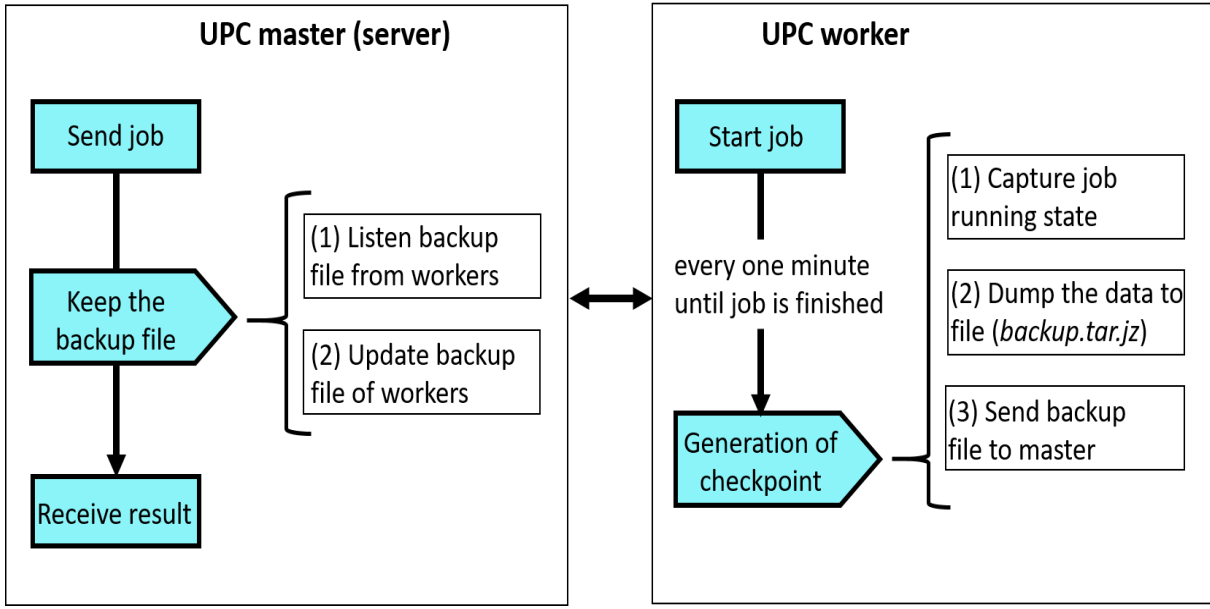 UPC master (server)
Send job
Keep the
backup file
Receive result
(1) Listen backup
file from workers
(2) Update backup
file of workers
UPC worker
Start job
every one minute
until job is finished
Generation of
checkpoint
(1) Capture job
running state
(2) Dump the data to
file (backup.tar.jz)
(3) Send backup
file to master